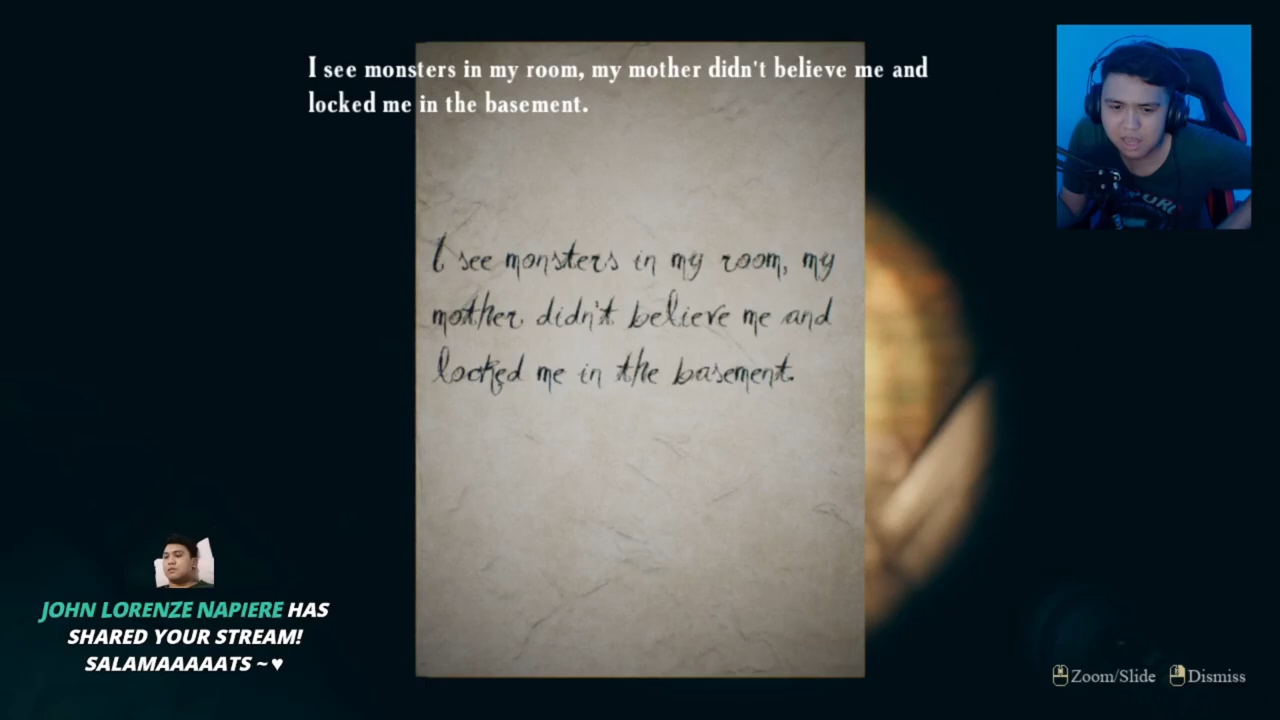 I see monsters in my room, my mother didn't believe me and
locked me in the basement.
I see monsters in my room, my
mother didn't believe me and
locked me in the basement.
JOHN LORENZE NAPIERE HAS
SHARED YOUR STREAM!
SALAMAAAAATS ~ ♥
Zoom/Slide Dismiss